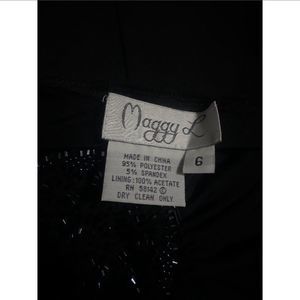 Maggy L
6
MADE IN CHINA
95% POLYESTER
5% SPANDEX
LINING:100% ACETATE
RN 58142 ©
DRY CLEAN ONLY